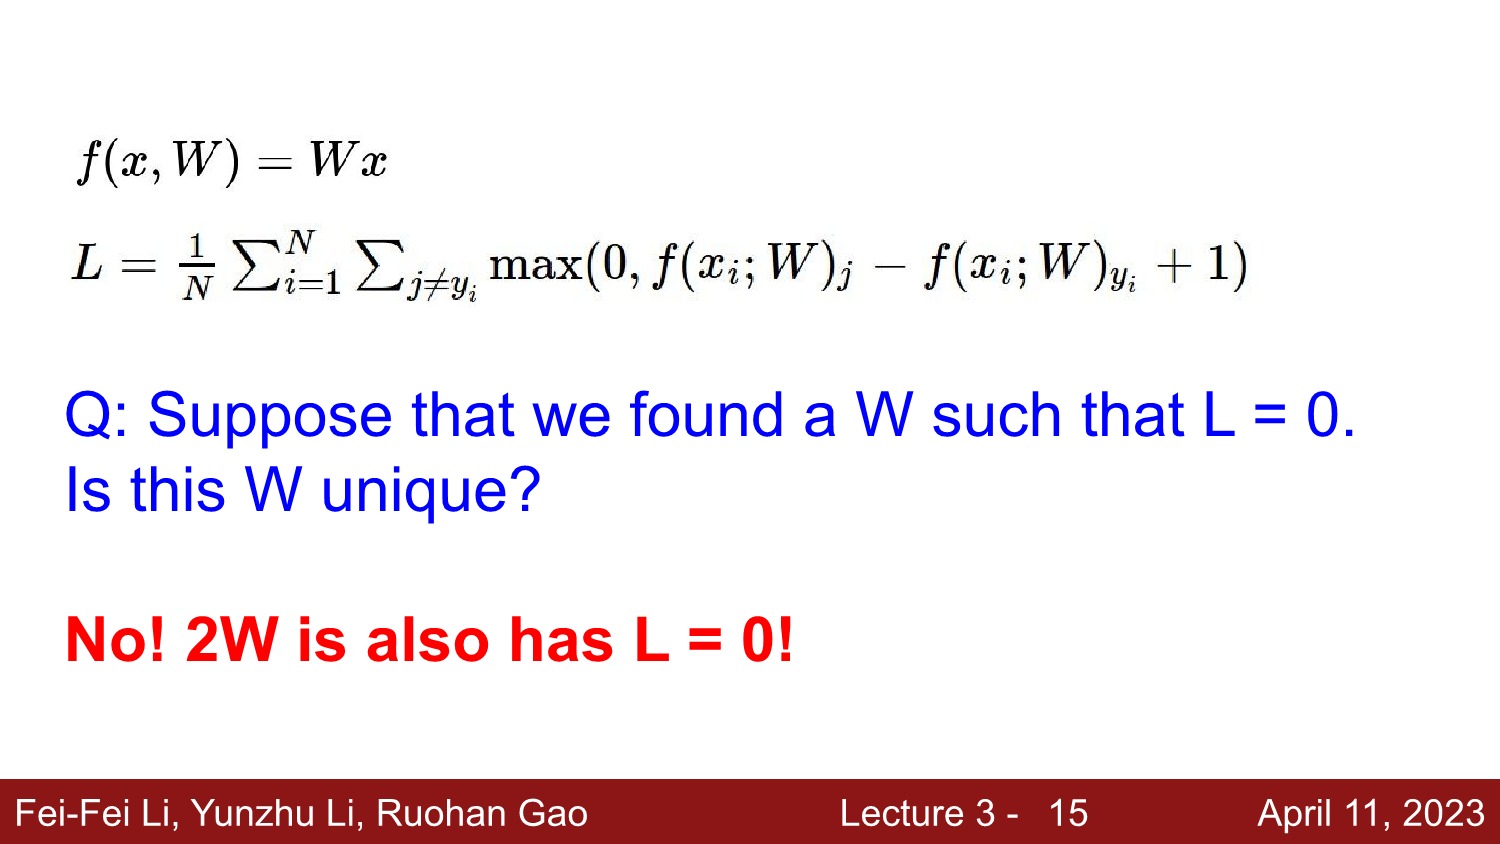 f(x, W) = Wx
L = \frac{1}{N} \sum_{i=1}^{N} \sum_{j \neq y_i} \max(0, f(x_i; W)_j - f(x_i; W)_{y_i} + 1)
Q: Suppose that we found a W such that L = 0.
Is this W unique?
No! 2W is also has L = 0!
Fei-Fei Li, Yunzhu Li, Ruohan Gao Lecture 3 - 15 April 11, 2023